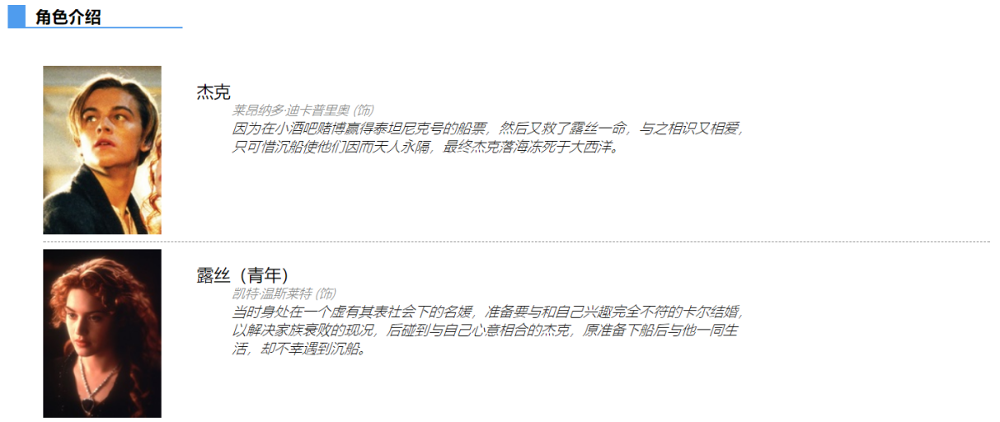 角色介绍
杰克
莱昂纳多·迪卡普里奥 (饰)
因为在小酒吧赌博赢得泰坦尼克号的船票，然后又救了露丝一命，与之相识又相爱，
只可惜沉船使他们因而天人永隔，最终杰克落海冻死于大西洋。
露丝（青年）
凯特·温斯莱特 (饰)
当时身处在一个虚有其表社会下的名媛，准备要与和自己兴趣完全不符的卡尔结婚，
以解决家族衰败的现况，后碰到与自己心意相合的杰克，原准备下船后与他一同生
活，却不幸遇到沉船。